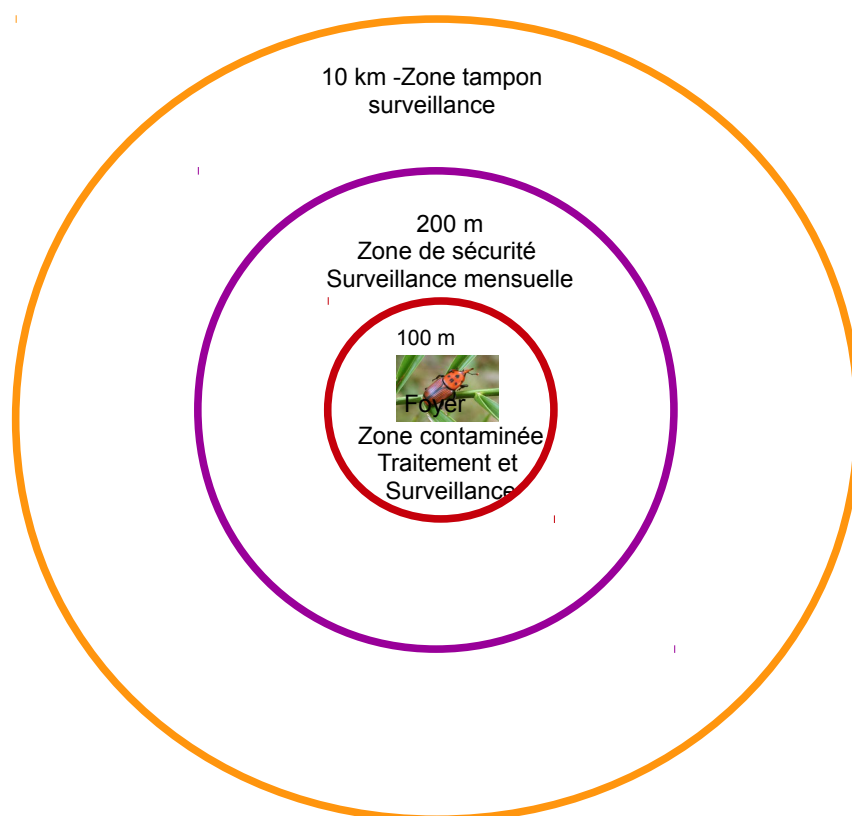 10 km -Zone tampon
surveillance
200 m
Zone de sécurité
Surveillance mensuelle
100 m
Foyer
Zone contaminée
Traitement et
Surveillance